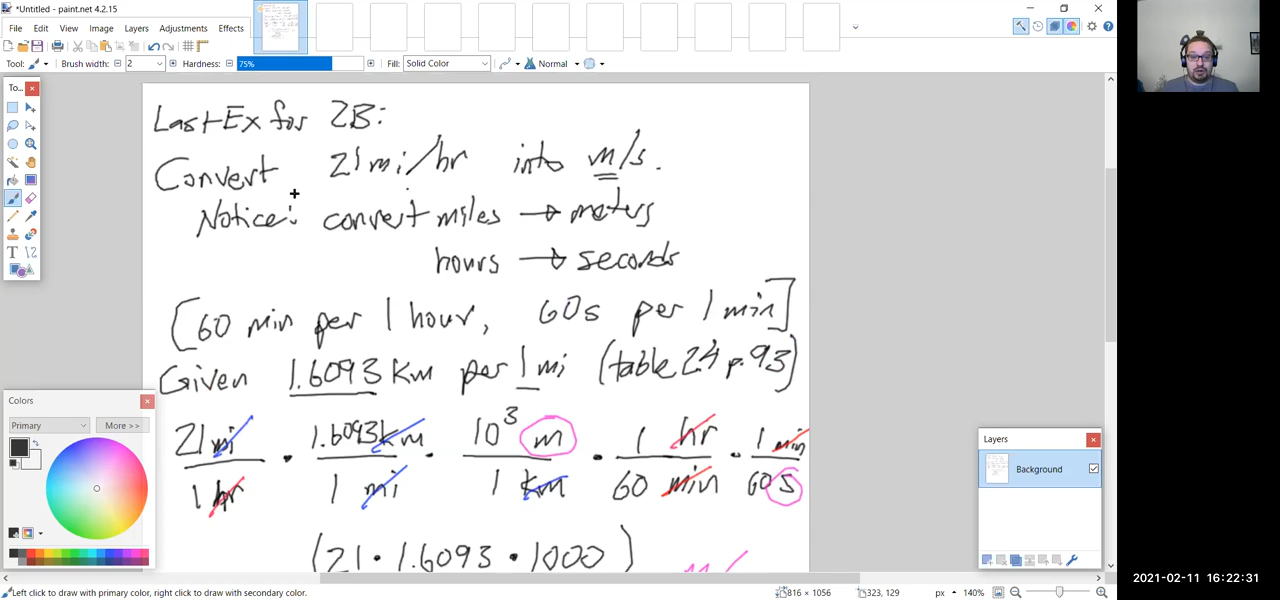 *Untitled - paint.net 4.2.15
File Edit View Image Layers Adjustments Effects
Tool: Brush width: 2 Hardness: 75% Fill: Solid Color Normal
To...
Last Ex for 2B:
Convert 21 mi/hr into m/s.
Notice: convert miles → meters
hours → seconds
[60 min per 1 hour, 60s per 1 min]
Given 1.6093 km per 1 mi (table 2.4 p. 93)
21 mi / 1 hr • 1.6093 km / 1 mi • 10³ m / 1 km • 1 hr / 60 min • 1 min / 60 s
(21 • 1.6093 • 1000) m/
Colors
Primary More >>
Layers
Background
Left click to draw with primary color, right click to draw with secondary color.
816 x 1056 323, 129 px 140%
2021-02-11 16:22:31